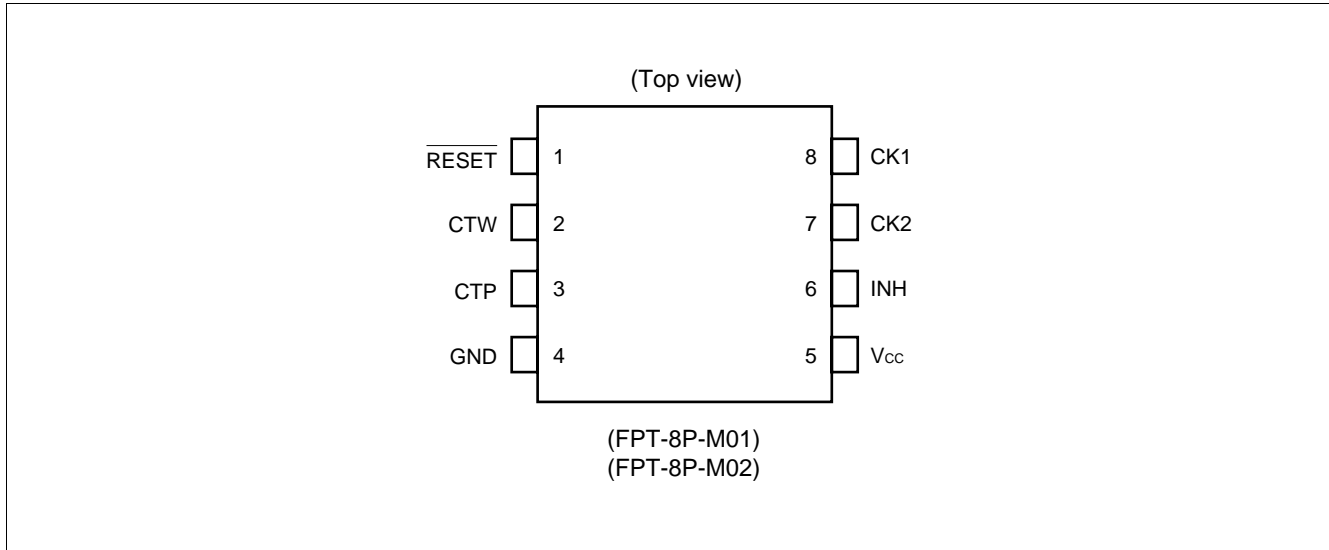 (Top view)
RESET 1 8 CK1
CTW 2 7 CK2
CTP 3 6 INH
GND 4 5 VCC
(FPT-8P-M01)
(FPT-8P-M02)